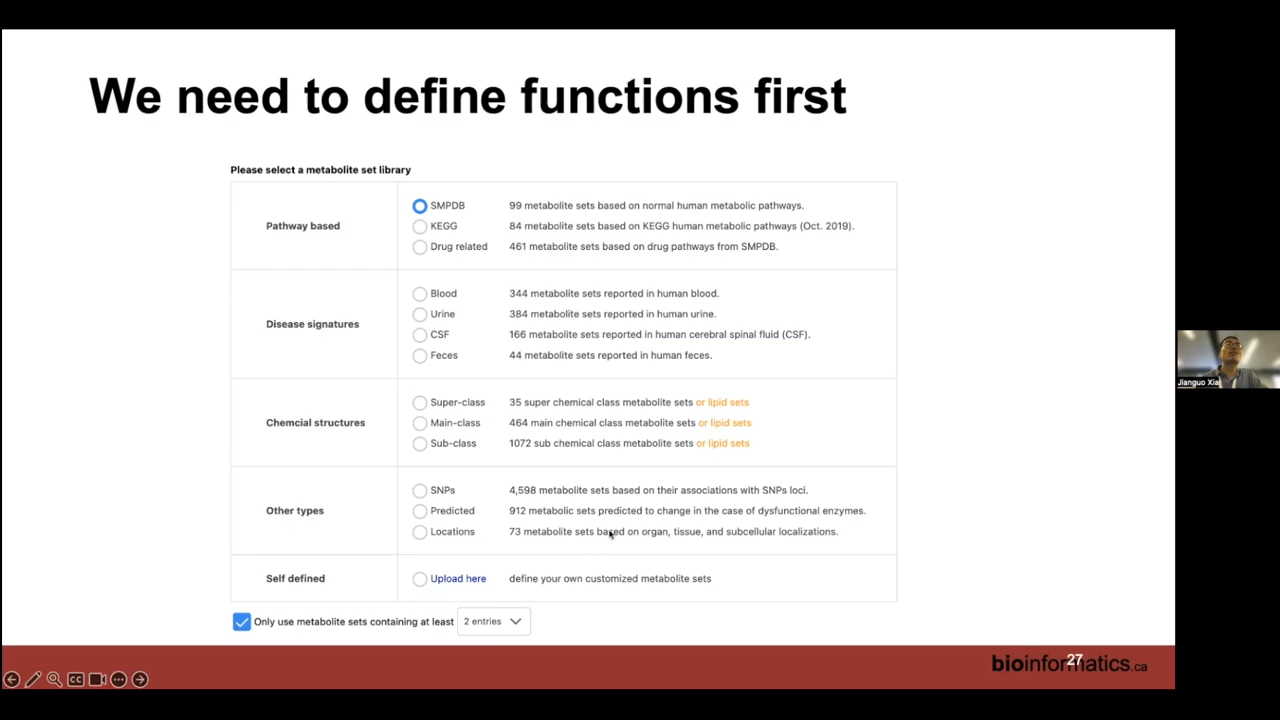 We need to define functions first
Please select a metabolite set library
Pathway based
SMPDB 99 metabolite sets based on normal human metabolic pathways.
KEGG 84 metabolite sets based on KEGG human metabolic pathways (Oct. 2019).
Drug related 461 metabolite sets based on drug pathways from SMPDB.
Disease signatures
Blood 344 metabolite sets reported in human blood.
Urine 384 metabolite sets reported in human urine.
CSF 166 metabolite sets reported in human cerebral spinal fluid (CSF).
Feces 44 metabolite sets reported in human feces.
Chemcial structures
Super-class 35 super chemical class metabolite sets or lipid sets
Main-class 464 main chemical class metabolite sets or lipid sets
Sub-class 1072 sub chemical class metabolite sets or lipid sets
Other types
SNPs 4,598 metabolite sets based on their associations with SNPs loci.
Predicted 912 metabolic sets predicted to change in the case of dysfunctional enzymes.
Locations 73 metabolite sets based on organ, tissue, and subcellular localizations.
Self defined
Upload here define your own customized metabolite sets
Only use metabolite sets containing at least 2 entries
bioinformatics.ca
27
CC
Jianguo Xia